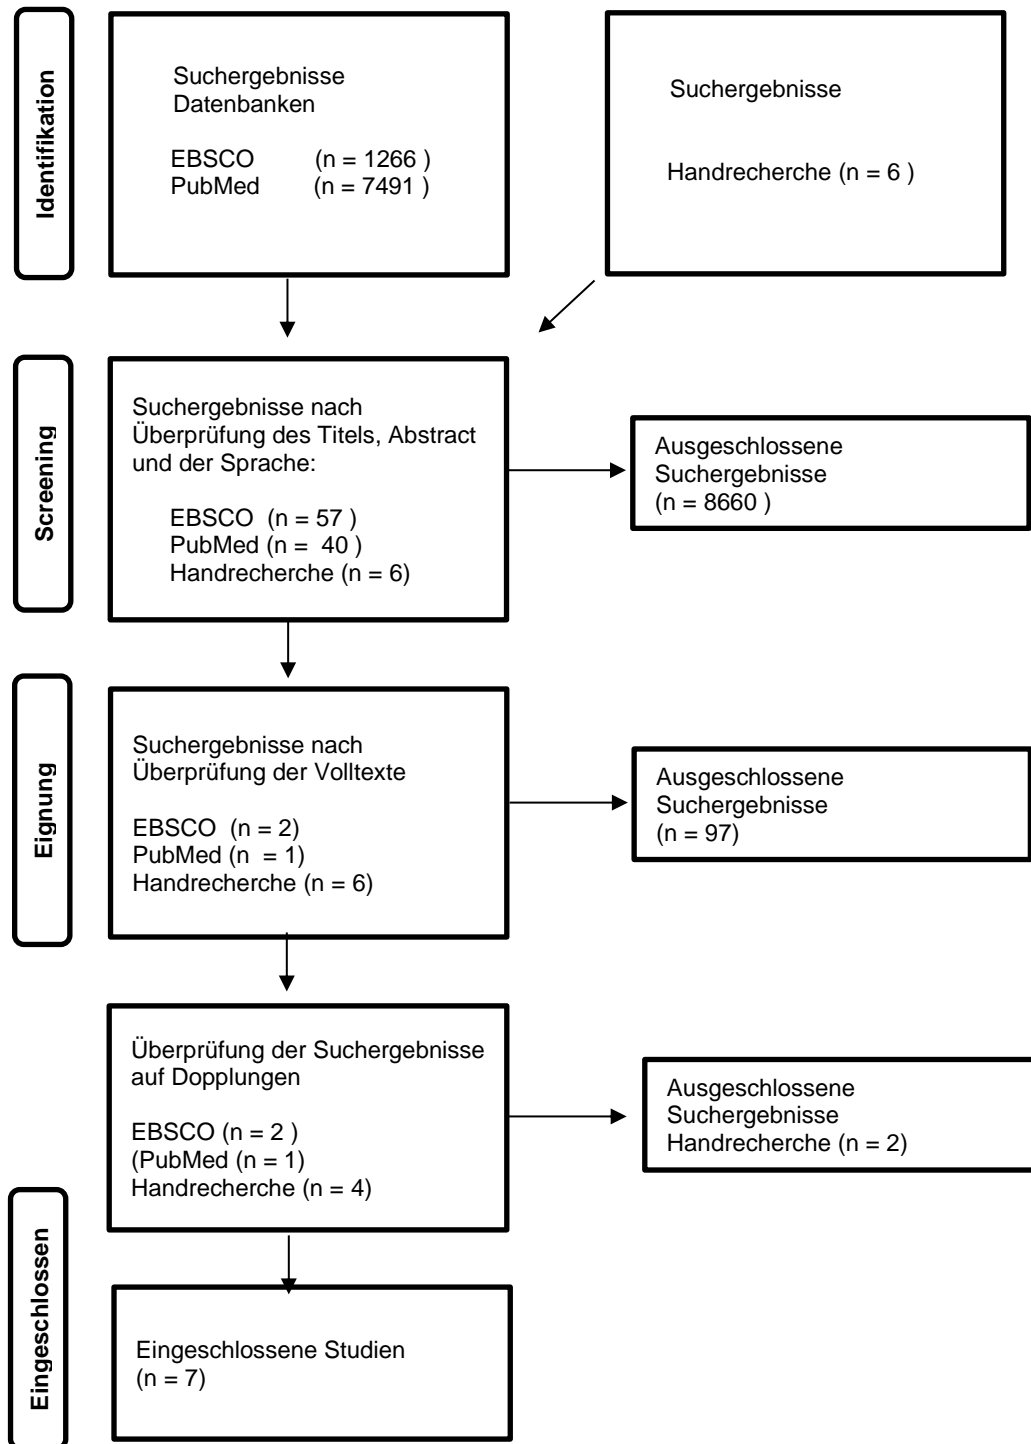 Identifikation
Suchergebnisse
Datenbanken
EBSCO (n = 1266 )
PubMed (n = 7491)
Suchergebnisse
Handrecherche (n = 6 )
Screening
Suchergebnisse nach
Überprüfung des Titels, Abstract
und der Sprache:
EBSCO (n = 57 )
PubMed (n = 40 )
Handrecherche (n = 6)
Ausgeschlossene
Suchergebnisse
(n = 8660 )
Eignung
Suchergebnisse nach
Überprüfung der Volltexte
EBSCO (n = 2)
PubMed (n = 1)
Handrecherche (n = 6)
Ausgeschlossene
Suchergebnisse
(n = 97)
Überprüfung der Suchergebnisse
auf Dopplungen
EBSCO (n = 2 )
(PubMed (n = 1)
Handrecherche (n = 4)
Ausgeschlossene
Suchergebnisse
Handrecherche (n = 2)
Eingeschlossen
Eingeschlossene Studien
(n = 7)